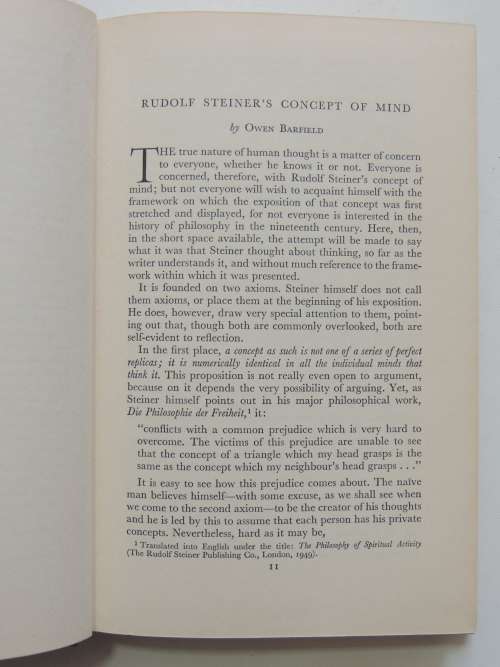 RUDOLF STEINER'S CONCEPT OF MIND
by OWEN BARFIELD
THE true nature of human thought is a matter of concern
to everyone, whether he knows it or not. Everyone is
concerned, therefore, with Rudolf Steiner's concept of
mind; but not everyone will wish to acquaint himself with the
framework on which the exposition of that concept was first
stretched and displayed, for not everyone is interested in the
history of philosophy in the nineteenth century. Here, then,
in the short space available, the attempt will be made to say
what it was that Steiner thought about thinking, so far as the
writer understands it, and without much reference to the frame-
work within which it was presented.
It is founded on two axioms. Steiner himself does not call
them axioms, or place them at the beginning of his exposition.
He does, however, draw very special attention to them, point-
ing out that, though both are commonly overlooked, both are
self-evident to reflection.
In the first place, a concept as such is not one of a series of perfect
replicas; it is numerically identical in all the individual minds that
think it. This proposition is not really even open to argument,
because on it depends the very possibility of arguing. Yet, as
Steiner himself points out in his major philosophical work,
Die Philosophie der Freiheit,¹ it:
"conflicts with a common prejudice which is very hard to
overcome. The victims of this prejudice are unable to see
that the concept of a triangle which my head grasps is the
same as the concept which my neighbour's head grasps . . ."
It is easy to see how this prejudice comes about. The naïve
man believes himself—with some excuse, as we shall see when
we come to the second axiom—to be the creator of his thoughts
and he is led by this to assume that each person has his private
concepts. Nevertheless, hard as it may be,
¹ Translated into English under the title: The Philosophy of Spiritual Activity
(The Rudolf Steiner Publishing Co., London, 1949).
11